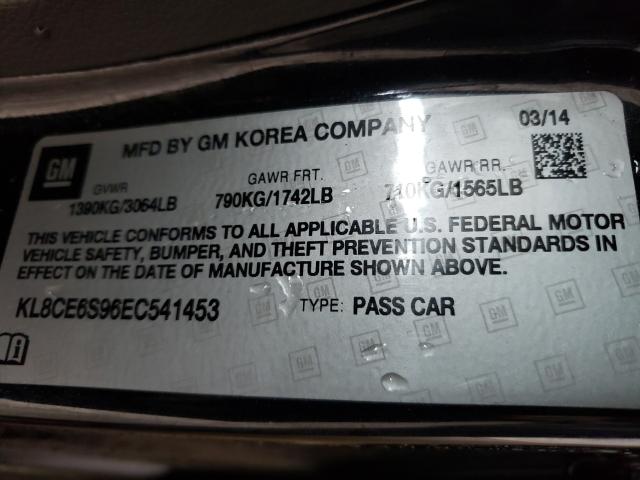 GM
MFD BY GM KOREA COMPANY 03/14
GVWR GAWR FRT. GAWR RR.
1390KG/3064LB 790KG/1742LB 710KG/1565LB
THIS VEHICLE CONFORMS TO ALL APPLICABLE U.S. FEDERAL MOTOR
VEHICLE SAFETY, BUMPER, AND THEFT PREVENTION STANDARDS IN
EFFECT ON THE DATE OF MANUFACTURE SHOWN ABOVE.
KL8CE6S96EC541453 TYPE: PASS CAR